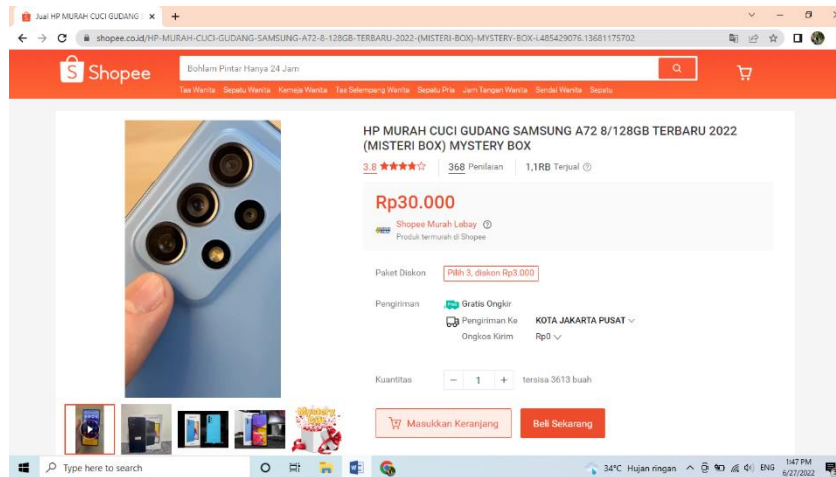 Jual HP MURAH CUCI GUDANG S
shopee.co.id/HP-MURAH-CUCI-GUDANG-SAMSUNG-A72-8-128GB-TERBARU-2022-(MISTERI-BOX)-MYSTERY-BOX-i.485429076.13681175702
Shopee
Bohlam Pintar Hanya 24 Jam
Tas Wanita Sepatu Wanita Kemeja Wanita Tas Selempang Wanita Sepatu Pria Jam Tangan Wanita Sendal Wanita Sepatu
HP MURAH CUCI GUDANG SAMSUNG A72 8/128GB TERBARU 2022
(MISTERI BOX) MYSTERY BOX
3.8 368 Penilaian 1,1RB Terjual
Rp30.000
Shopee Murah Lebay
Produk termurah di Shopee
Paket Diskon Pilih 3, diskon Rp3.000
Pengiriman Gratis Ongkir
Pengiriman Ke KOTA JAKARTA PUSAT
Ongkos Kirim Rp0
Kuantitas 1 tersisa 3613 buah
Mystery
Masukkan Keranjang Beli Sekarang
Type here to search 34°C Hujan ringan ENG 1:47 PM
6/27/2022